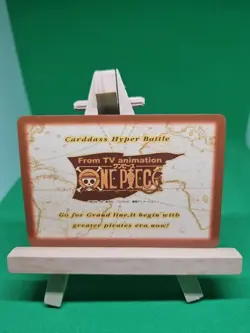 Carddass Hyper Battle
From TV animation
ワンピース
ONE PIECE
Go for Grand line.it begin with
greater pirates era,now!